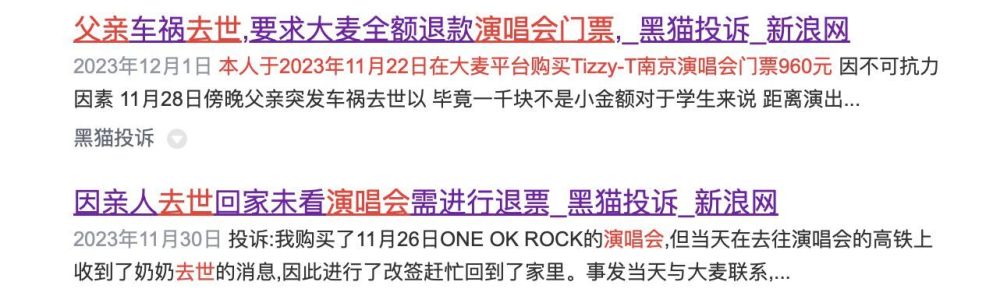 父亲车祸去世,要求大麦全额退款演唱会门票,_黑猫投诉_新浪网
2023年12月1日 本人于2023年11月22日在大麦平台购买Tizzy-T南京演唱会门票960元 因不可抗力
因素 11月28日傍晚父亲突发车祸去世以 毕竟一千块不是小金额对于学生来说 距离演出...
黑猫投诉
因亲人去世回家未看演唱会需进行退票_黑猫投诉_新浪网
2023年11月30日 投诉:我购买了11月26日ONE OK ROCK的演唱会,但当天在去往演唱会的高铁上
收到了奶奶去世的消息,因此进行了改签赶忙回到了家里。事发当天与大麦联系,...